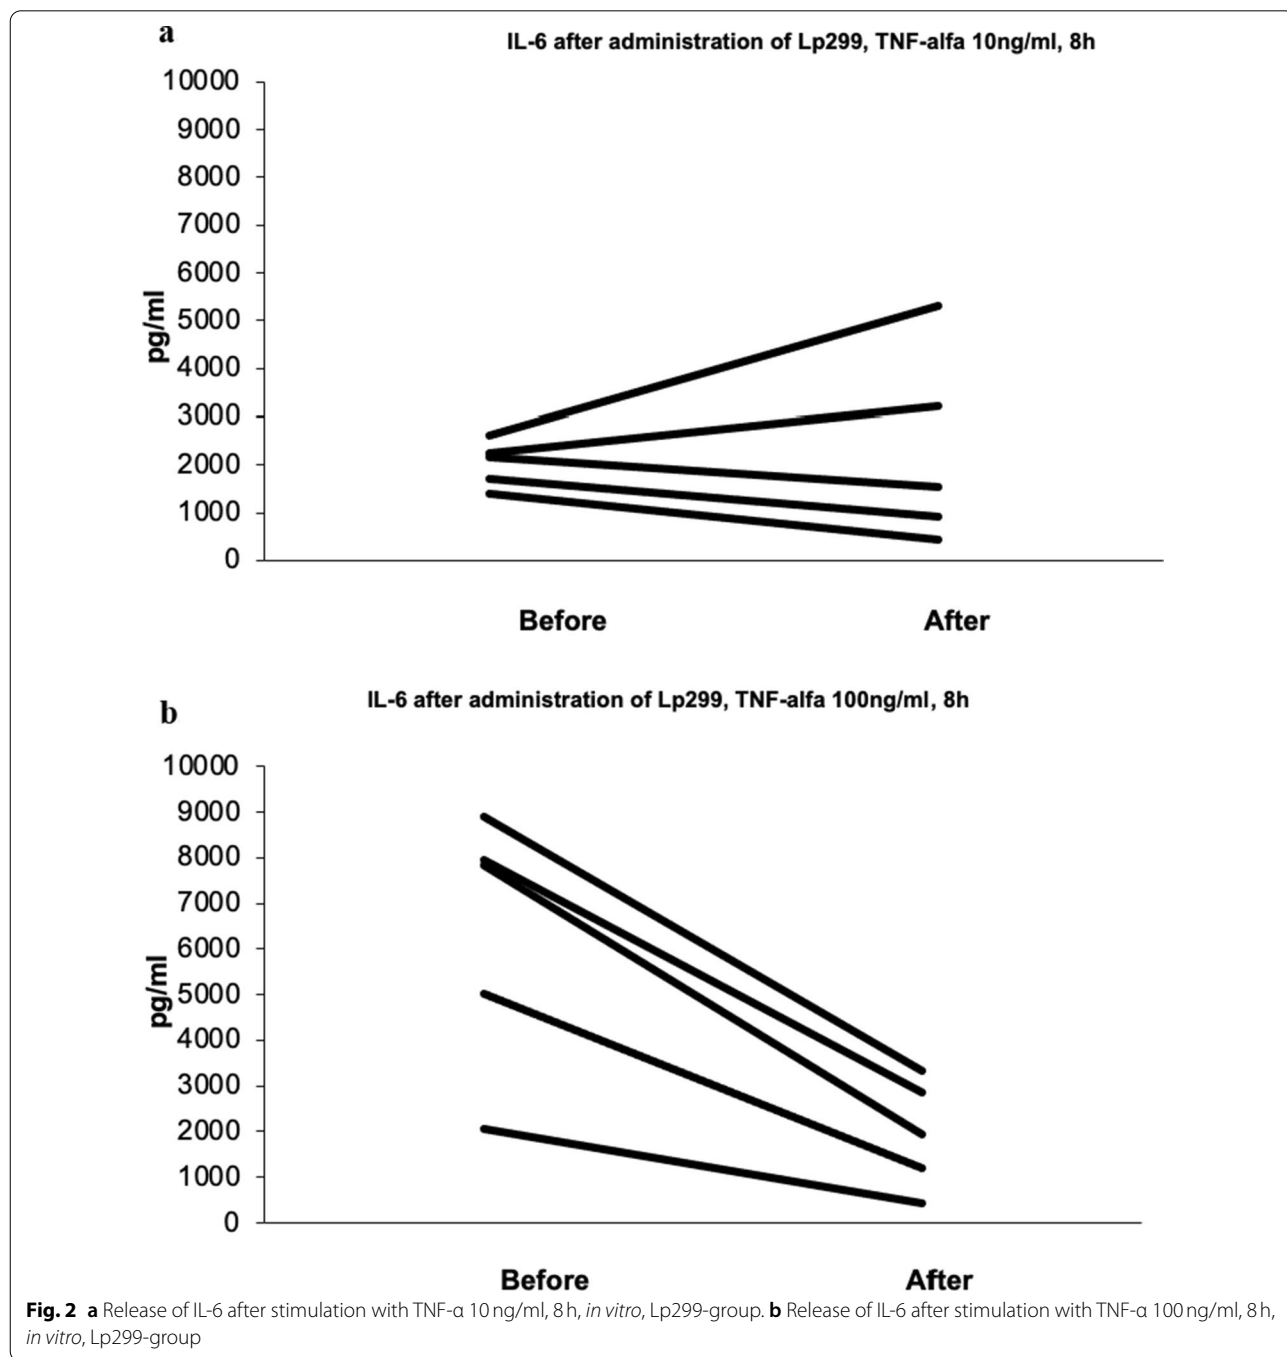 a
IL-6 after administration of Lp299, TNF-alfa 10ng/ml, 8h
10000
9000
8000
7000
6000
5000
4000
3000
2000
1000
0
pg/ml
Before After
b
IL-6 after administration of Lp299, TNF-alfa 100ng/ml, 8h
10000
9000
8000
7000
6000
5000
4000
3000
2000
1000
0
pg/ml
Before After
Fig. 2 a Release of IL-6 after stimulation with TNF-α 10 ng/ml, 8 h, in vitro, Lp299-group. b Release of IL-6 after stimulation with TNF-α 100 ng/ml, 8 h,
in vitro, Lp299-group